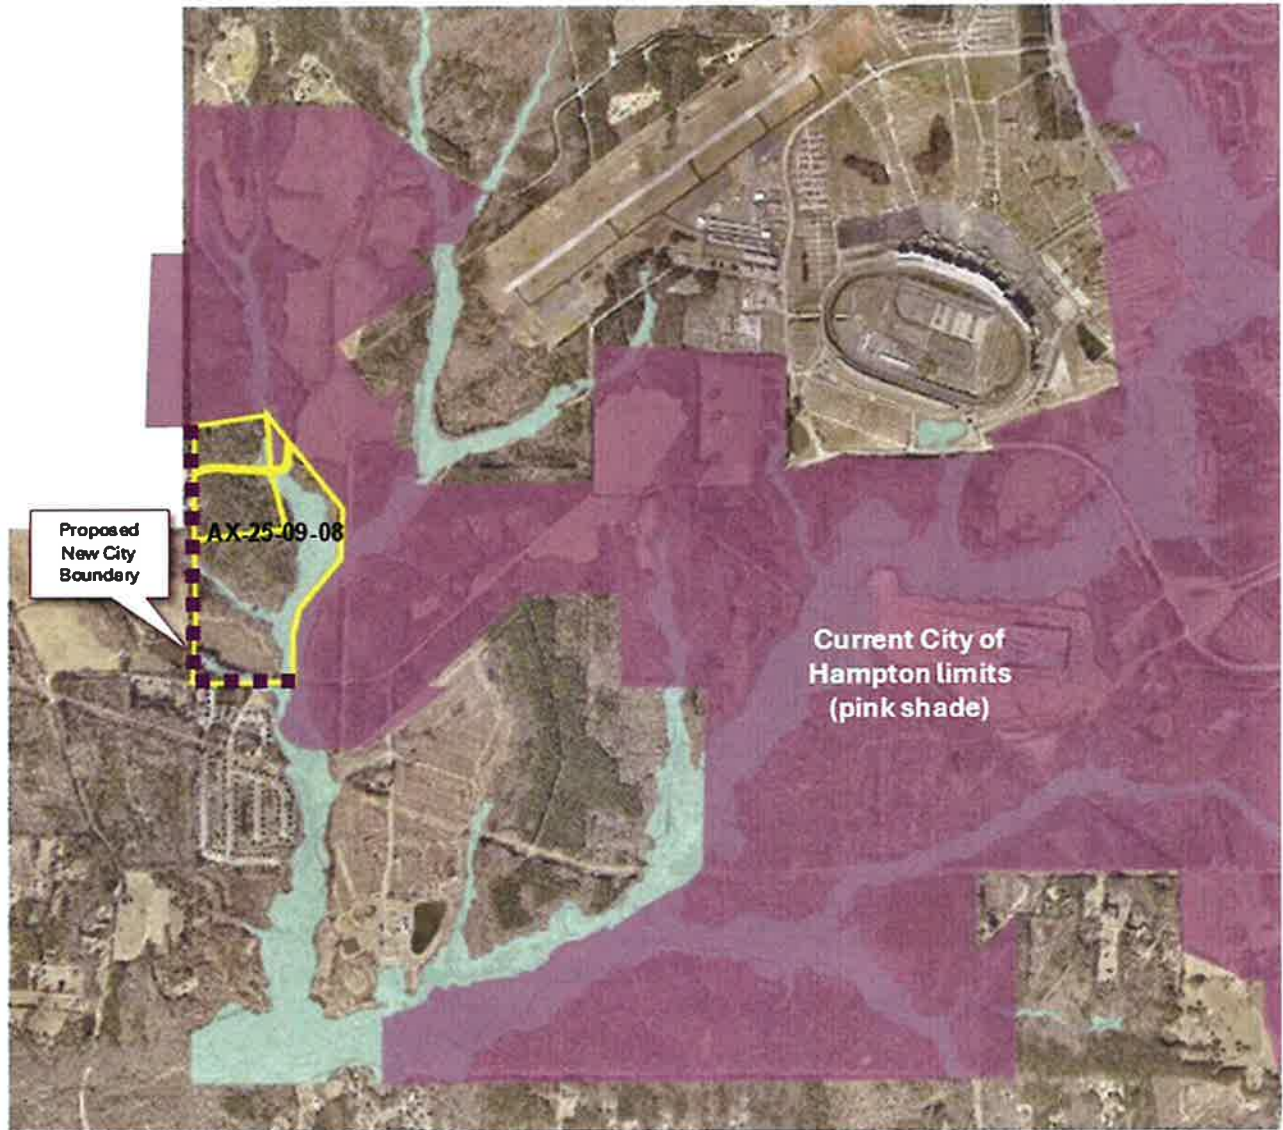 Proposed
New City
Boundary
AX-25-09-08
Current City of
Hampton limits
(pink shade)